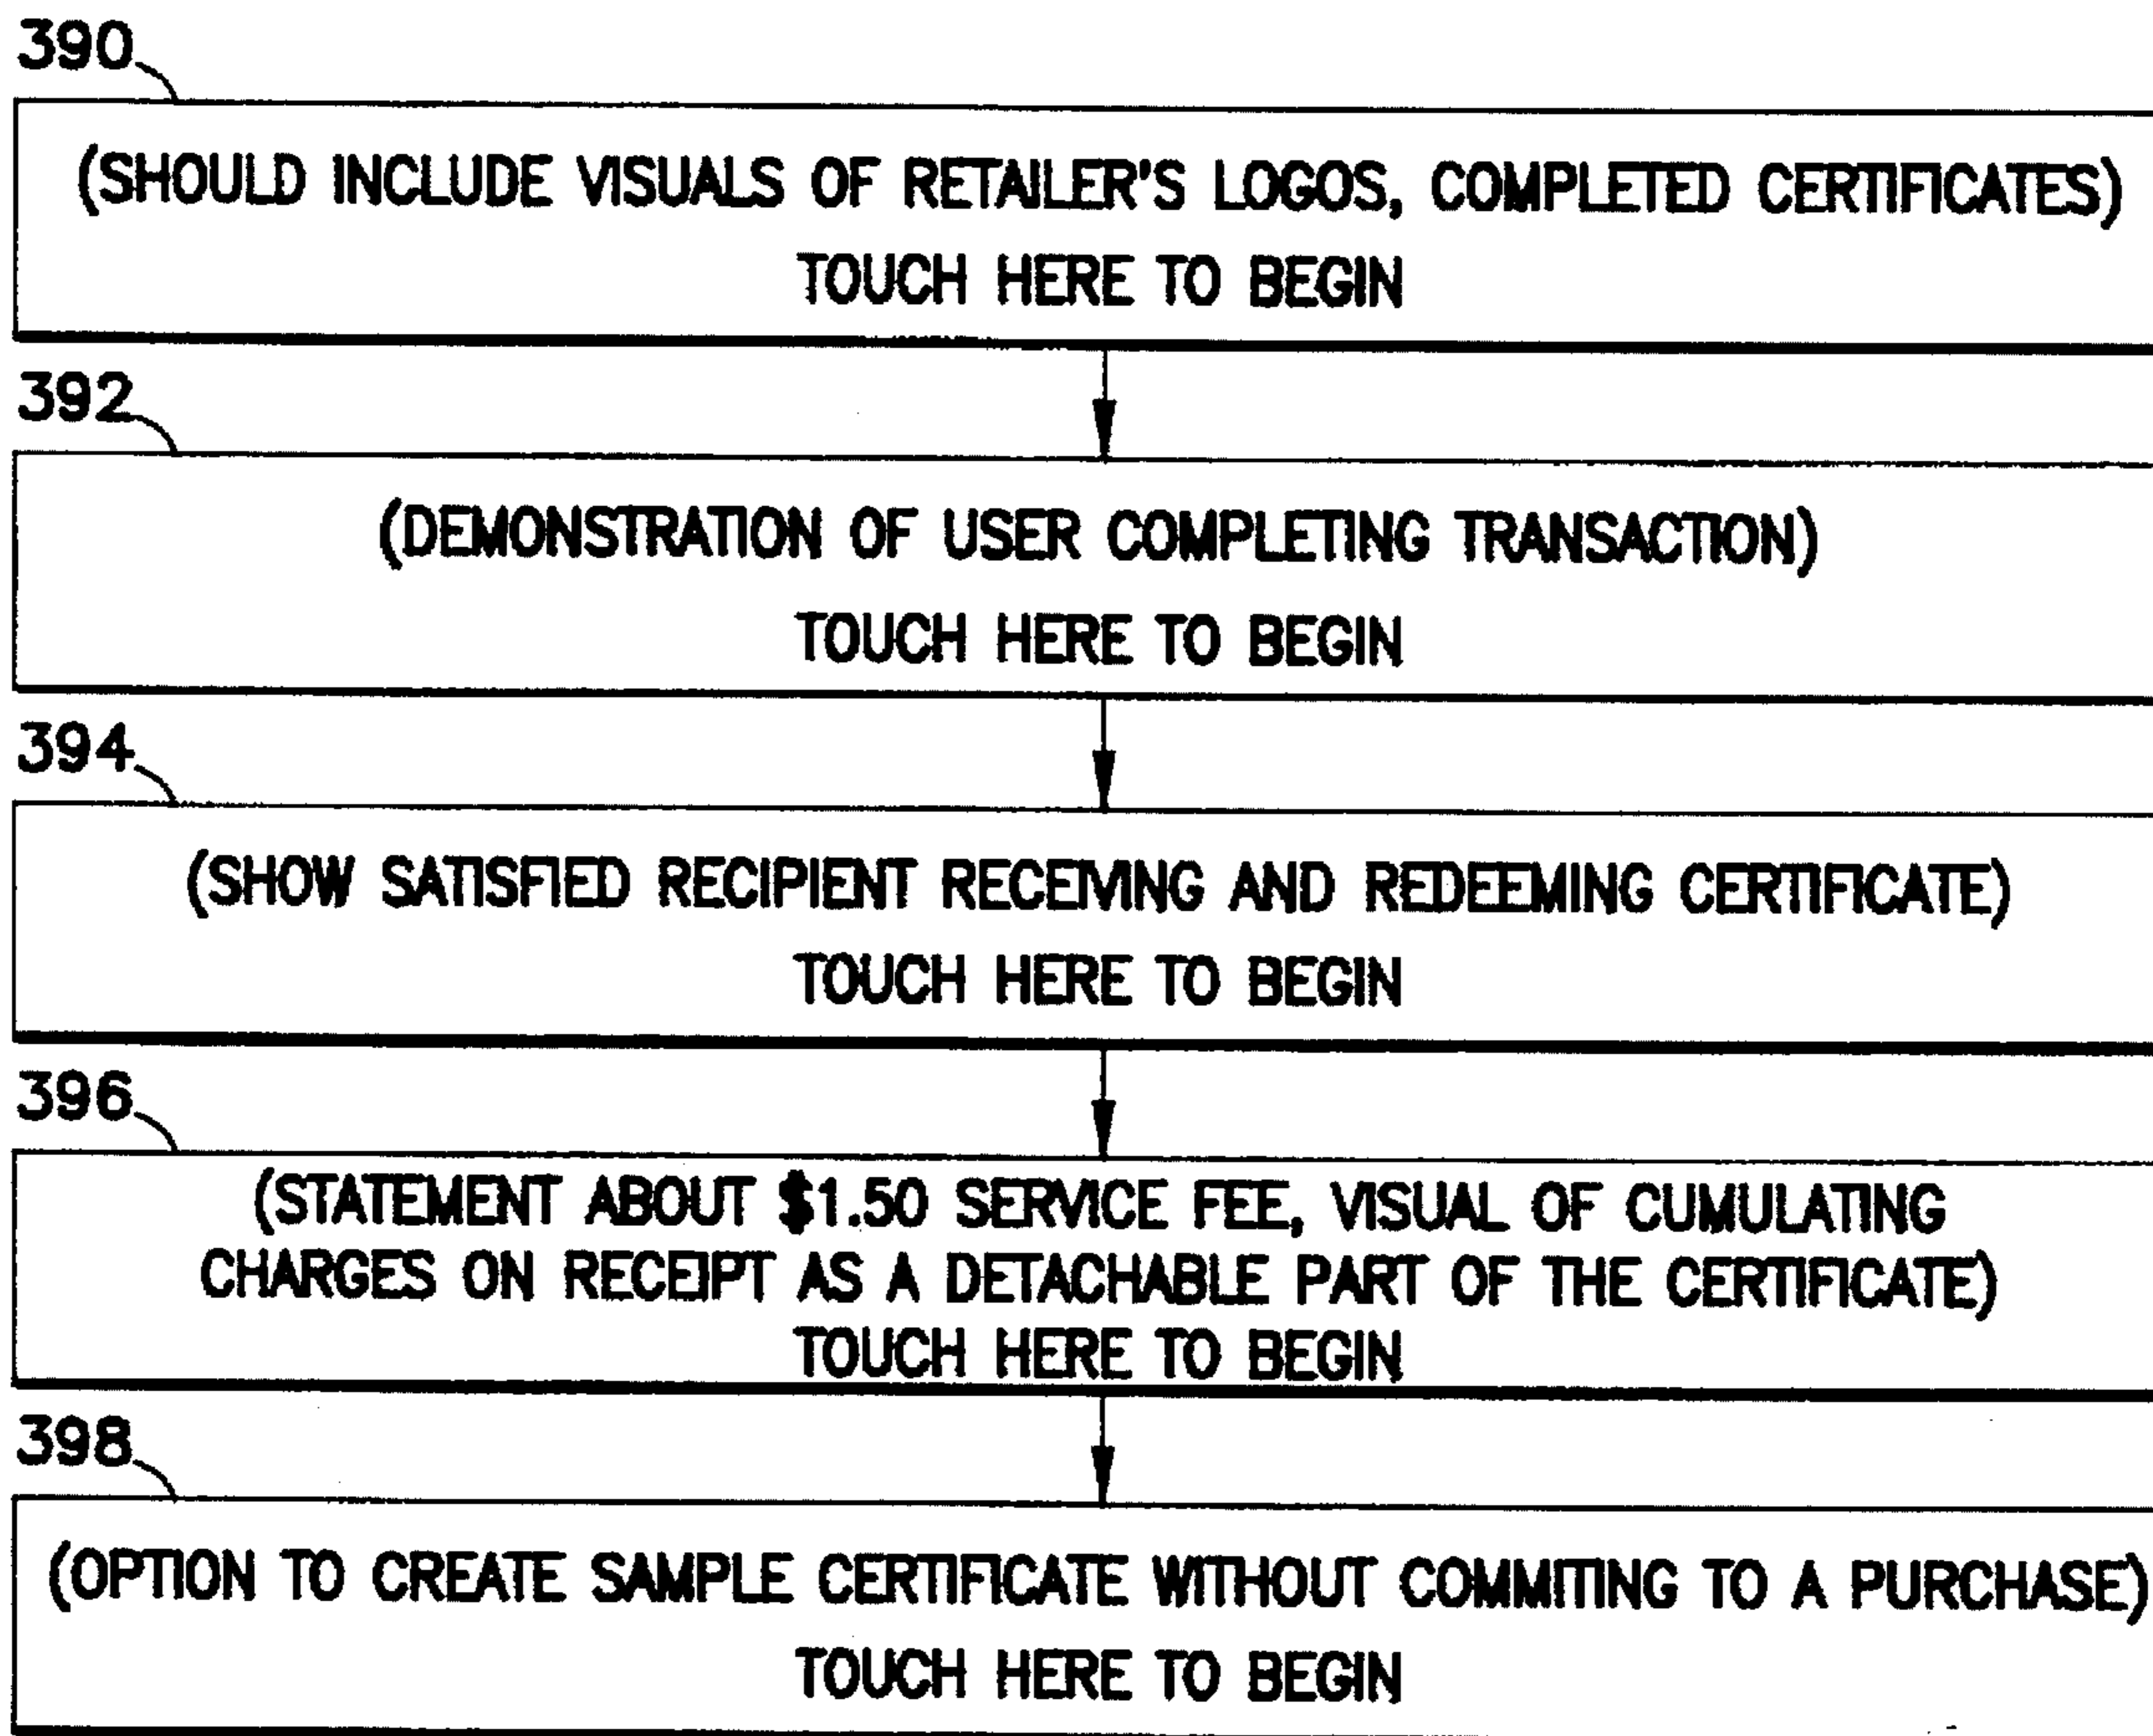 390
(SHOULD INCLUDE VISUALS OF RETAILER'S LOGOS, COMPLETED CERTIFICATES)
TOUCH HERE TO BEGIN
392
(DEMONSTRATION OF USER COMPLETING TRANSACTION)
TOUCH HERE TO BEGIN
394
(SHOW SATISFIED RECIPIENT RECEIVING AND REDEEMING CERTIFICATE)
TOUCH HERE TO BEGIN
396
(STATEMENT ABOUT $1.50 SERVICE FEE, VISUAL OF CUMULATING
CHARGES ON RECEIPT AS A DETACHABLE PART OF THE CERTIFICATE)
TOUCH HERE TO BEGIN
398
(OPTION TO CREATE SAMPLE CERTIFICATE WITHOUT COMMITING TO A PURCHASE)
TOUCH HERE TO BEGIN